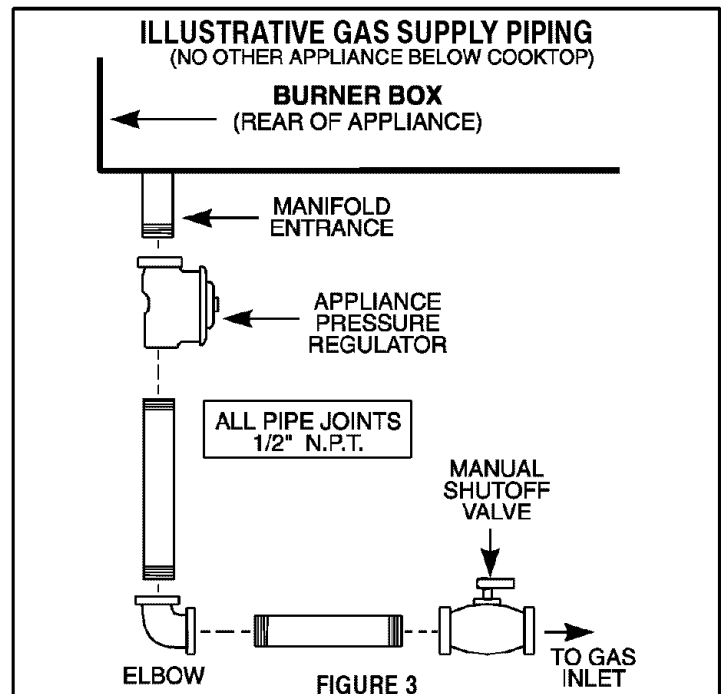 ILLUSTRATIVE GAS SUPPLY PIPING
(NO OTHER APPLIANCE BELOW COOKTOP)
BURNER BOX
(REAR OF APPLIANCE)
MANIFOLD
ENTRANCE
APPLIANCE
PRESSURE
REGULATOR
ALL PIPE JOINTS
1/2" N.P.T.
MANUAL
SHUTOFF
VALVE
ELBOW
TO GAS
INLET
FIGURE 3